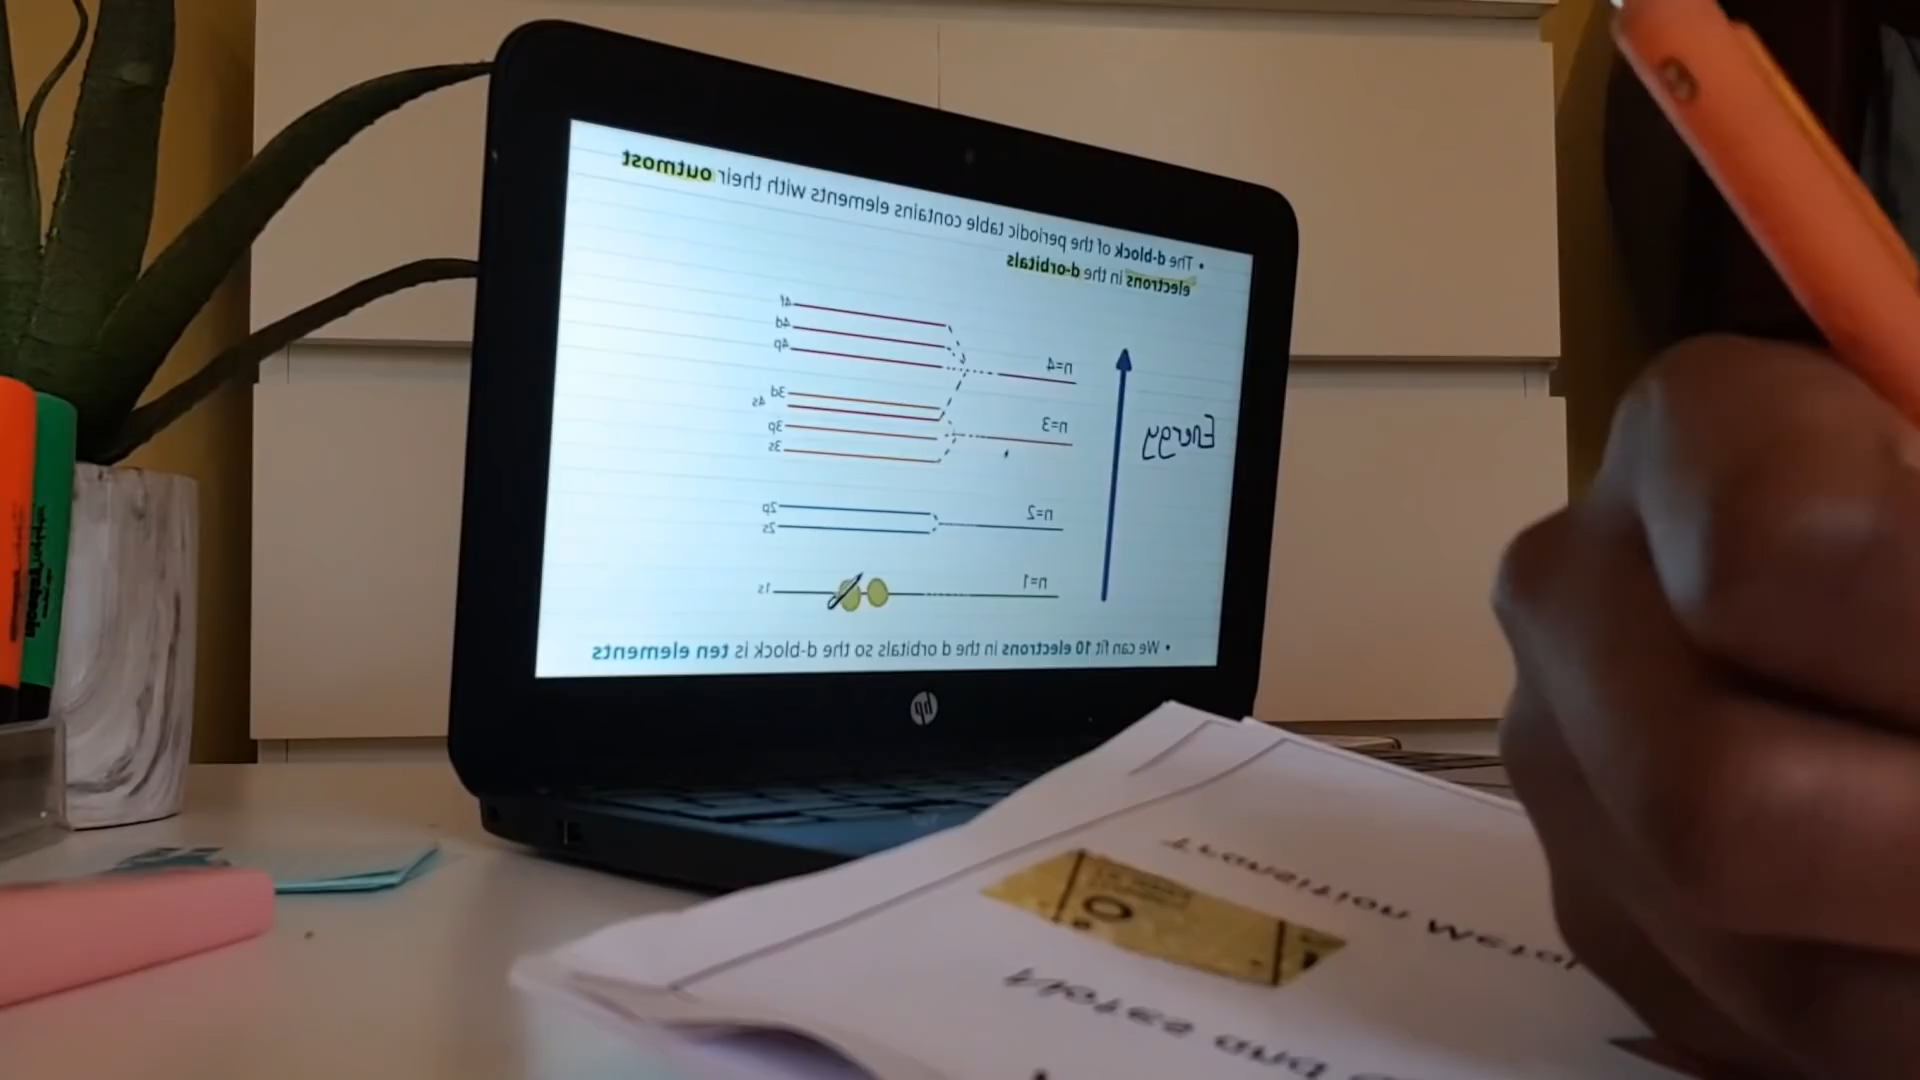 • The d-block of the periodic table contains elements with their outmost
electrons in the d-orbitals
Energy
n=4
n=3
n=2
n=1
4f
4d
4p
3d
4s
3p
3s
2p
2s
1s
• We can fit 10 electrons in the d orbitals so the d-block is ten elements
hp
Transition Metal
Notes and